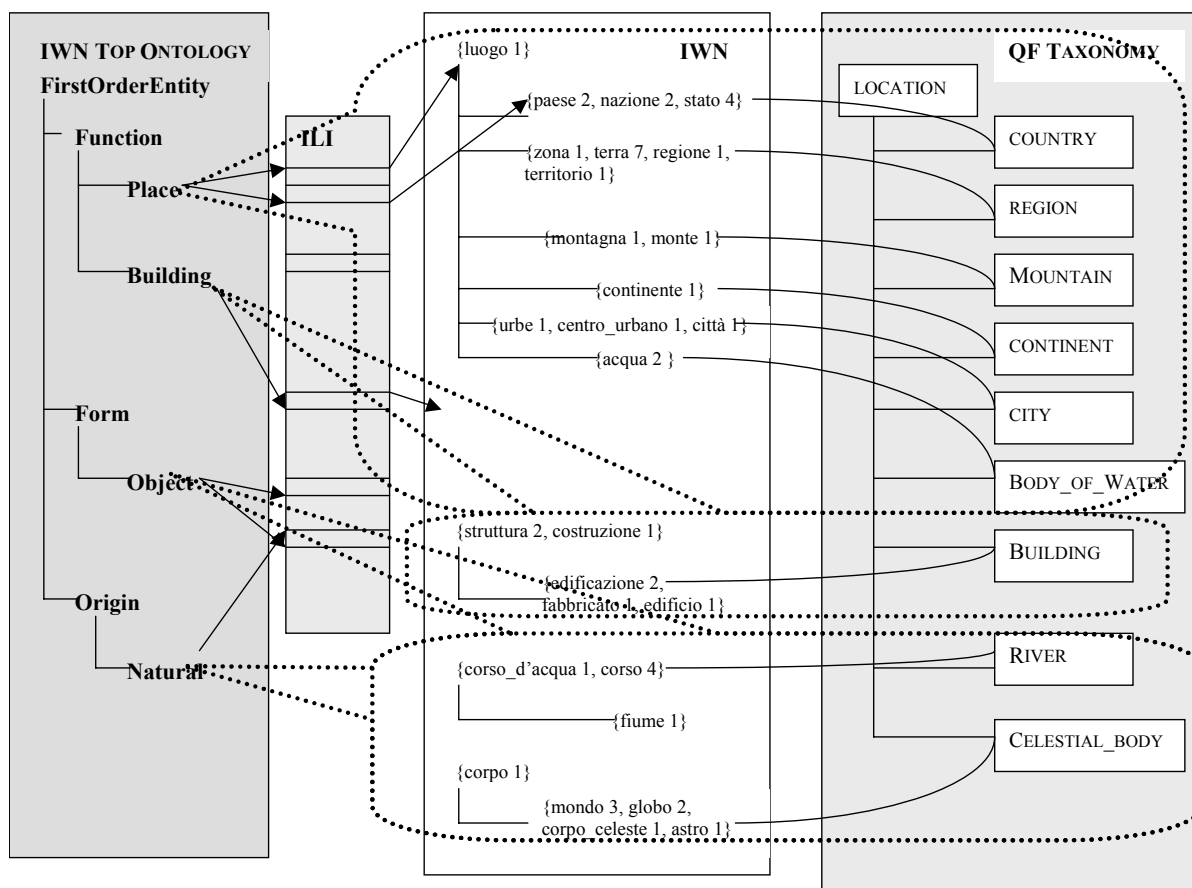 IWN TOP ONTOLOGY
FirstOrderEntity
Function
Place
Building
Form
Object
Origin
Natural
ILI
IWN
{luogo 1}
{paese 2, nazione 2, stato 4}
{zona 1, terra 7, regione 1,
territorio 1}
{montagna 1, monte 1}
{continente 1}
{urbe 1, centro_urbano 1, città 1}
{acqua 2 }
{struttura 2, costruzione 1}
{edificazione 2,
fabbricato 1, edificio 1}
{corso_d’acqua 1, corso 4}
{fiume 1}
{corpo 1}
{mondo 3, globo 2,
corpo_celeste 1, astro 1}
QF TAXONOMY
LOCATION
COUNTRY
REGION
MOUNTAIN
CONTINENT
CITY
BODY_OF_WATER
BUILDING
RIVER
CELESTIAL_BODY